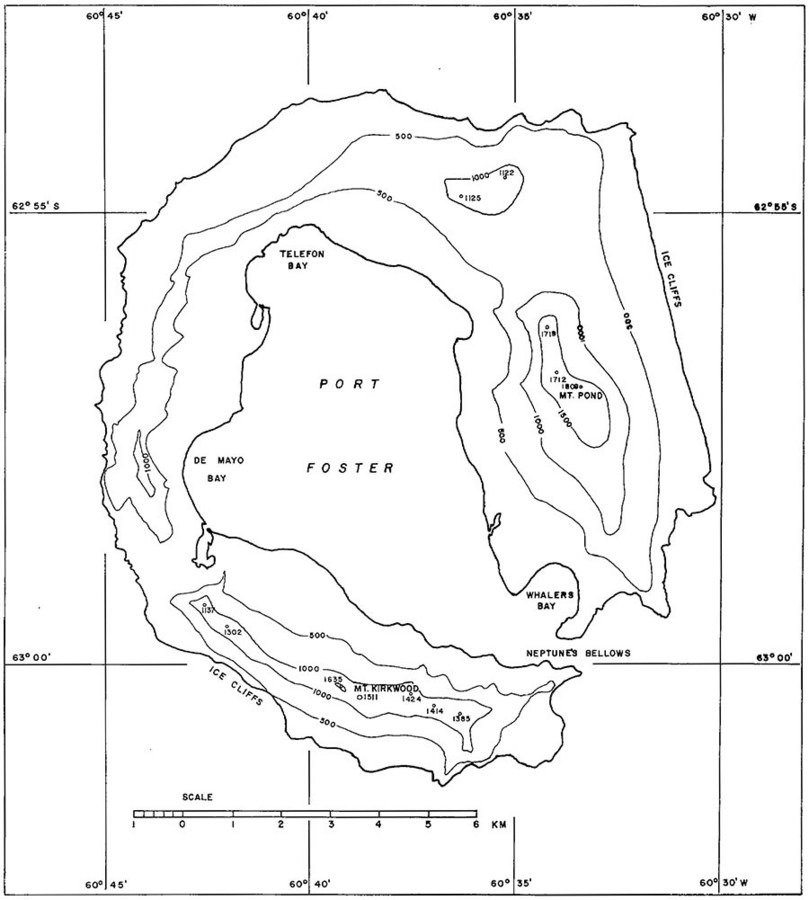 60° 45'
60° 40'
60° 35'
60° 30' W
500
1000
1122
1125
500
62° 55' S
62° 55' S
TELEFON
BAY
ICE CLIFFS
500
1000
1719
1712
1809
MT. POND
PORT
1500
1000
500
DE MAYO
BAY
1000
FOSTER
WHALERS
BAY
1137
1302
500
NEPTUNE'S BELLOWS
63° 00'
63° 00'
1000
ICE CLIFFS
1635
MT. KIRKWOOD
1000
1511
1424
1414
1385
500
SCALE
1 0 1 2 3 4 5 6 KM
60° 45'
60° 40'
60° 35'
60° 30' W